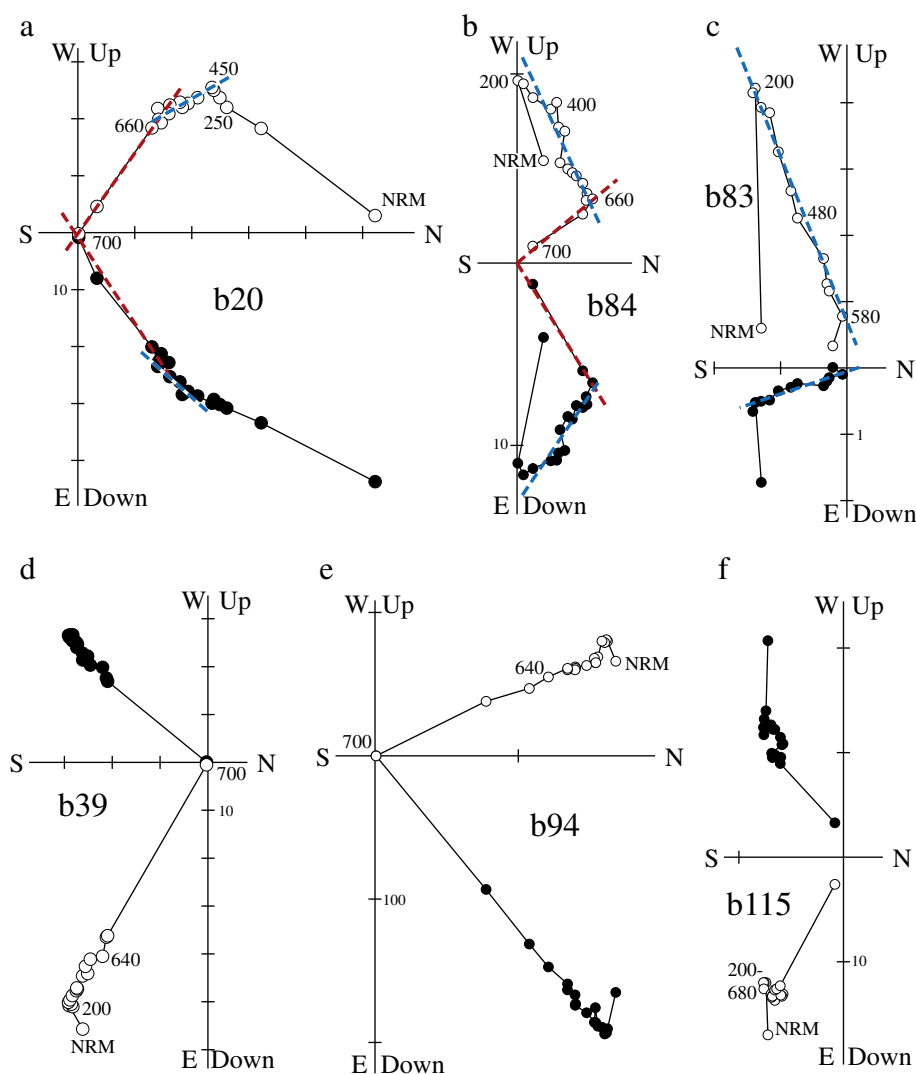 a
W Up
450
660
250
NRM
S
N
700
10
b20
E Down
b
W Up
200
400
NRM
660
S
N
700
b84
10
E Down
c
W Up
200
b83
480
NRM
580
S
N
1
E Down
d
W Up
S
N
700
b39
10
640
200
NRM
E Down
e
W Up
640
NRM
700
S
N
b94
100
E Down
f
W Up
S
N
b115
200-
680
10
NRM
E Down